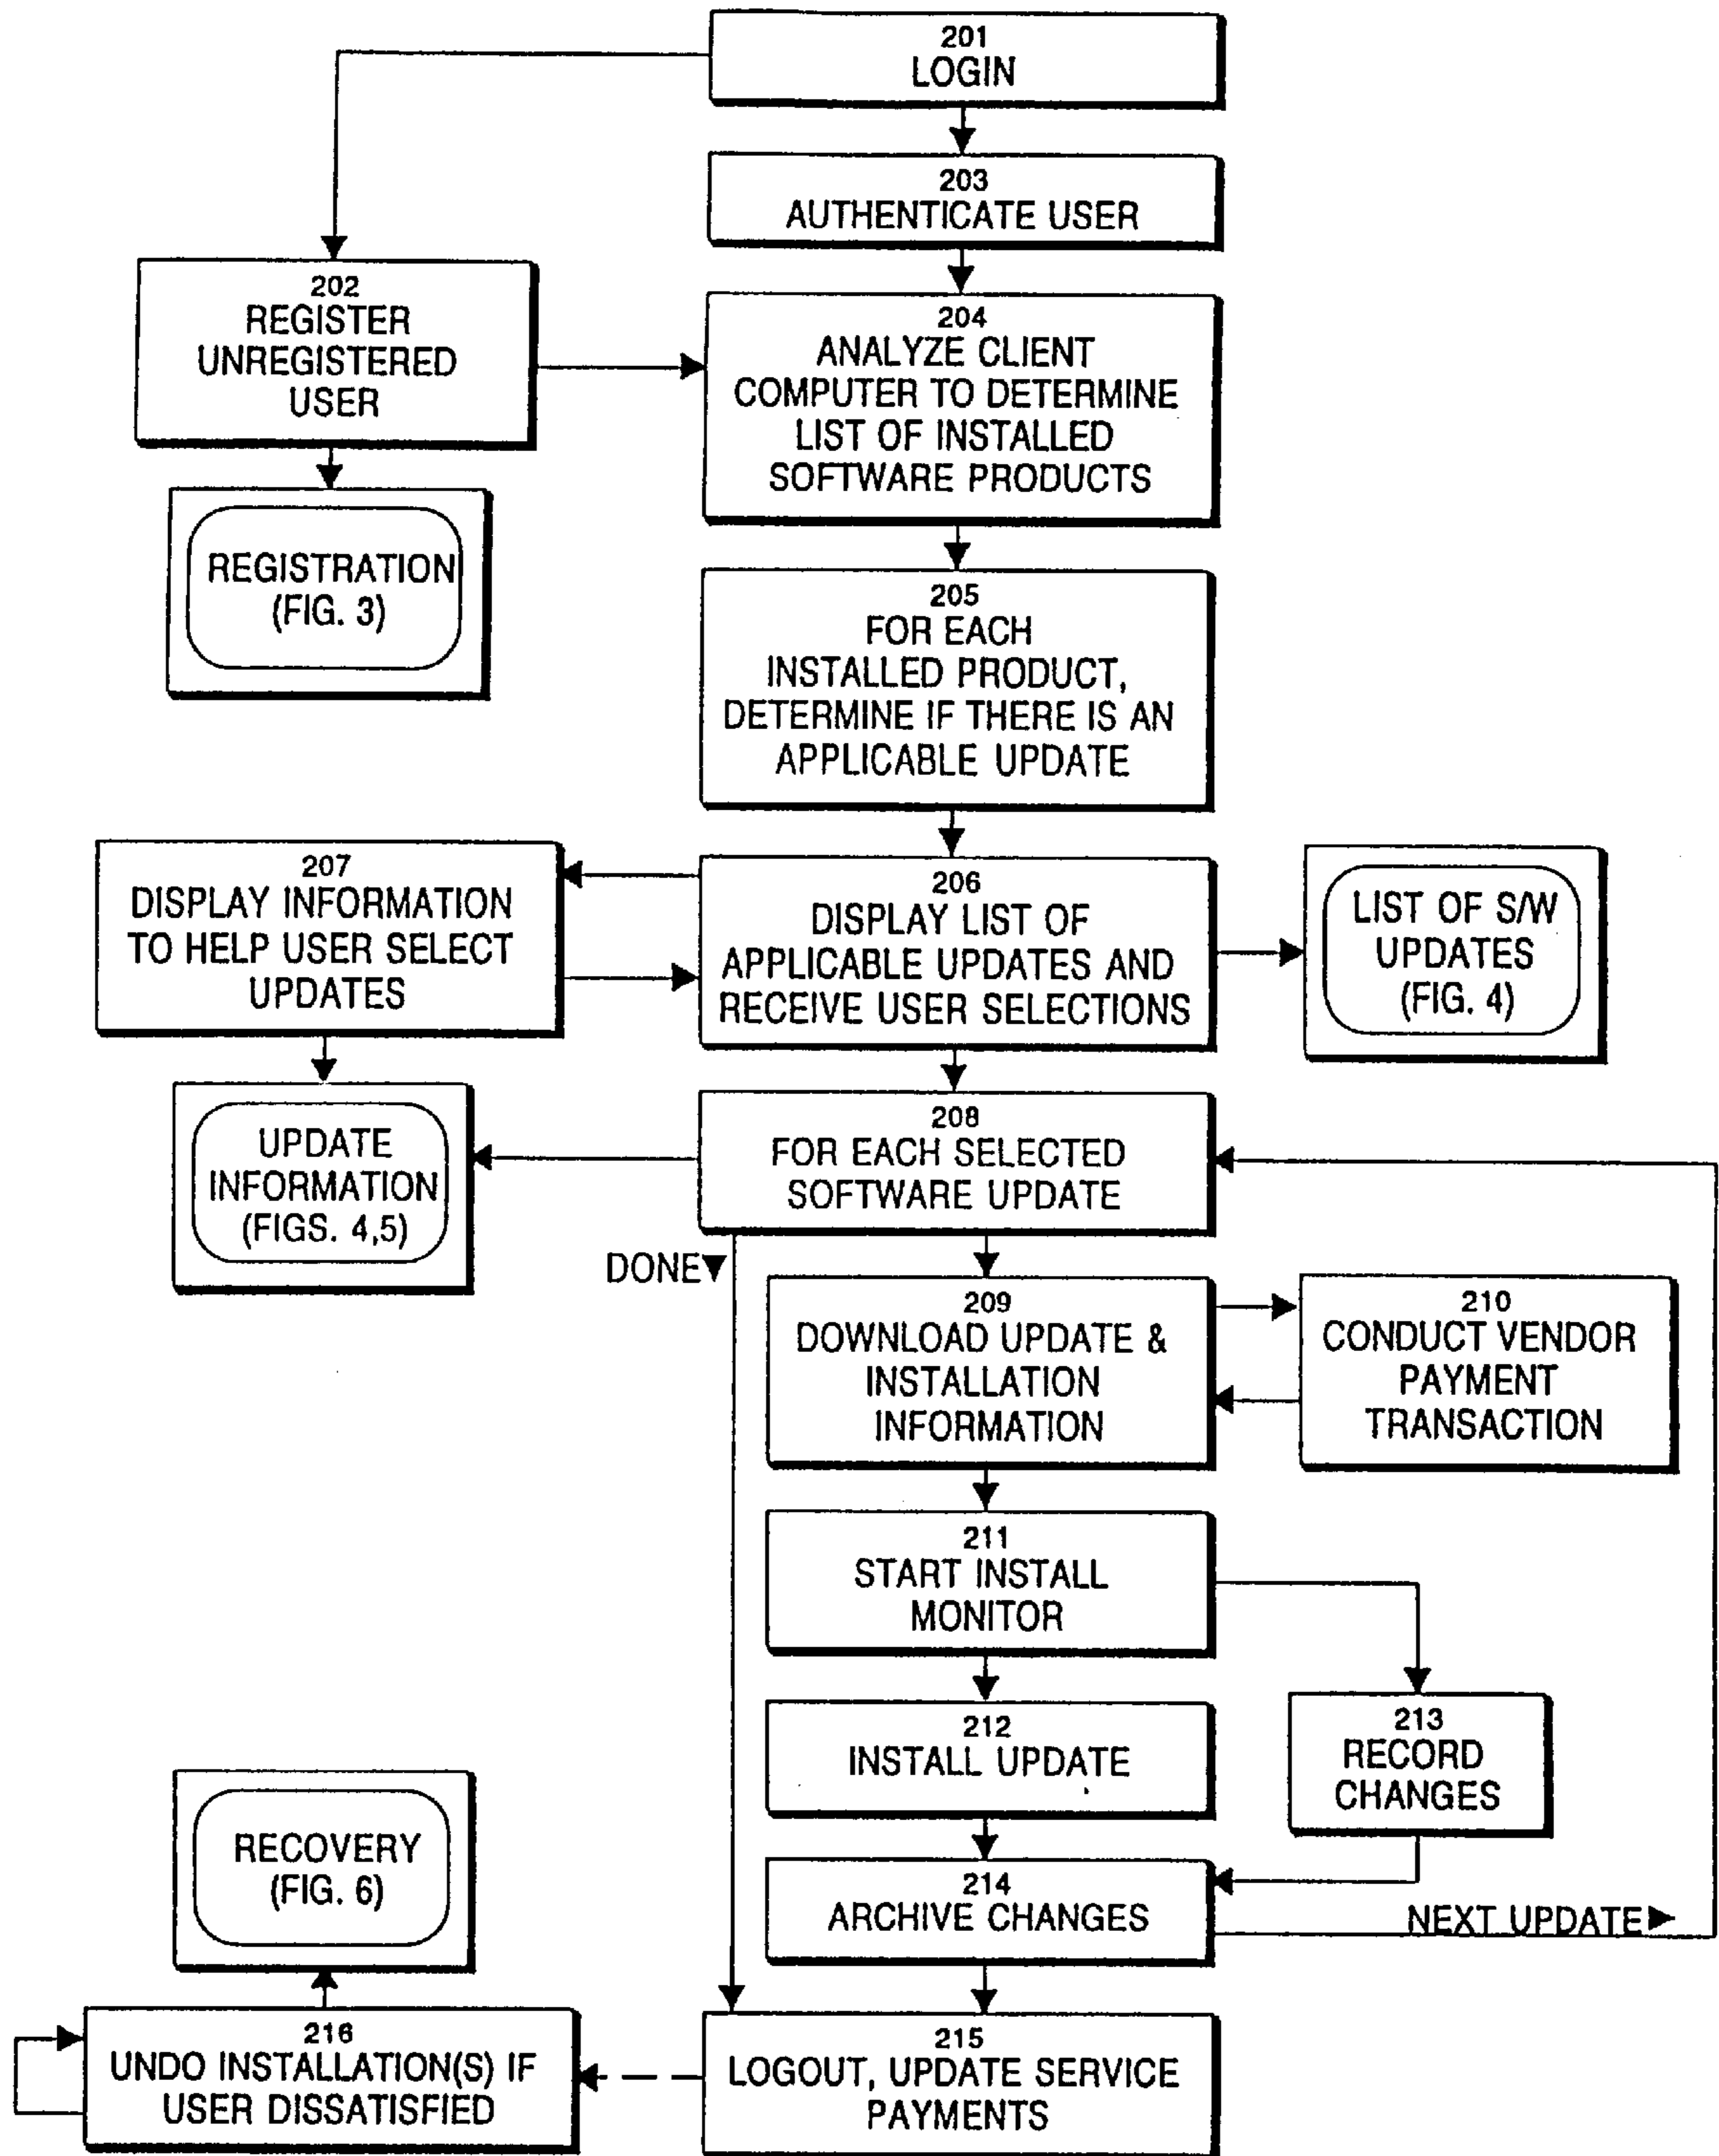 201
LOGIN
203
AUTHENTICATE USER
202
REGISTER
UNREGISTERED
USER
204
ANALYZE CLIENT
COMPUTER TO DETERMINE
LIST OF INSTALLED
SOFTWARE PRODUCTS
REGISTRATION
(FIG. 3)
205
FOR EACH
INSTALLED PRODUCT,
DETERMINE IF THERE IS AN
APPLICABLE UPDATE
207
DISPLAY INFORMATION
TO HELP USER SELECT
UPDATES
206
DISPLAY LIST OF
APPLICABLE UPDATES AND
RECEIVE USER SELECTIONS
LIST OF S/W
UPDATES
(FIG. 4)
UPDATE
INFORMATION
(FIGS. 4,5)
208
FOR EACH SELECTED
SOFTWARE UPDATE
DONE
209
DOWNLOAD UPDATE &
INSTALLATION
INFORMATION
210
CONDUCT VENDOR
PAYMENT
TRANSACTION
211
START INSTALL
MONITOR
212
INSTALL UPDATE
213
RECORD
CHANGES
RECOVERY
(FIG. 6)
214
ARCHIVE CHANGES
NEXT UPDATE
216
UNDO INSTALLATION(S) IF
USER DISSATISFIED
215
LOGOUT, UPDATE SERVICE
PAYMENTS